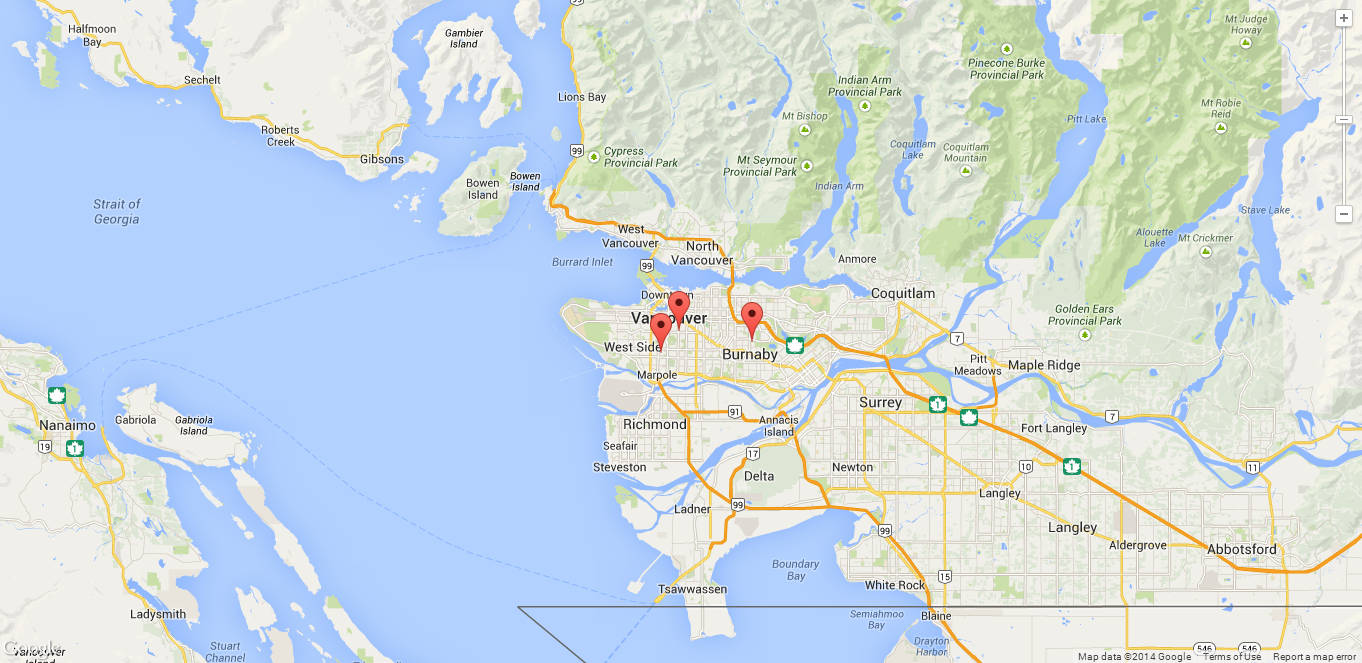 Halfmoon
Bay
Sechelt
Roberts
Creek
Gibsons
Gambier
Island
Lions Bay
99
99
Bowen
Island
Bowen
Island
Cypress
Provincial Park
Mt Bishop
Mt Seymour
Provincial Park
Indian Arm
Provincial Park
Indian Arm
Coquitlam
Lake
Coquitlam
Mountain
Pinecone Burke
Provincial Park
Pitt Lake
Mt Judge
Howay
Mt Robie
Reid
Stave Lake
Alouette
Lake
Mt Crickmer
Golden Ears
Provincial Park
Strait of
Georgia
West
Vancouver
North
Vancouver
Burrard Inlet
99
Anmore
Coquitlam
Vancouver
West Side
Burnaby
Marpole
7
Pitt
Meadows
Maple Ridge
Surrey
1
7
Fort Langley
91
Annacis
Island
Richmond
Seafair
Steveston
17
Delta
Newton
10
Langley
1
11
Ladner
99
99
Langley
Aldergrove
Abbotsford
Boundary
Bay
White Rock
15
Tsawwassen
Semiahmoo
Bay
Blaine
Drayton
Harbor
546
546
Nanaimo
19
1
Gabriola
Gabriola
Island
Ladysmith
Stuart
Channel
Vancouver
Island
Google
Map data ©2014 Google
Terms of Use
Report a map error